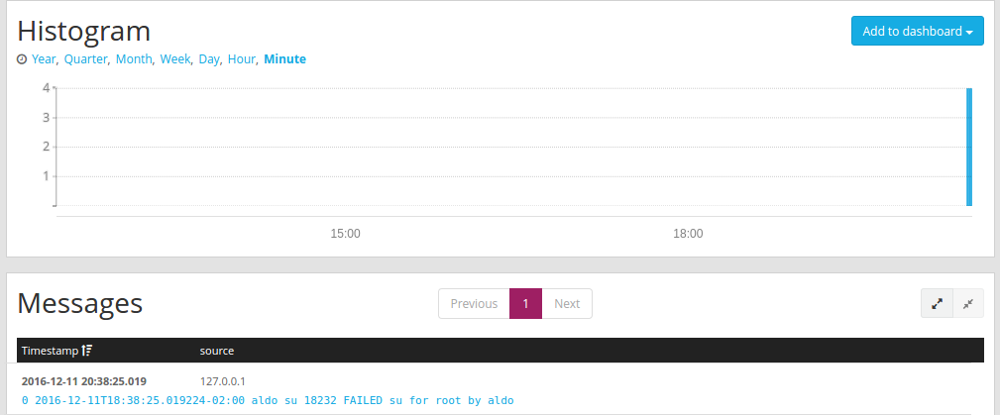 Histogram
Add to dashboard
Year, Quarter, Month, Week, Day, Hour, Minute
4
3
2
1
15:00 18:00
Messages
Previous 1 Next
Timestamp source
2016-12-11 20:38:25.019 127.0.0.1
0 2016-12-11T18:38:25.019224-02:00 aldo su 18232 FAILED su for root by aldo